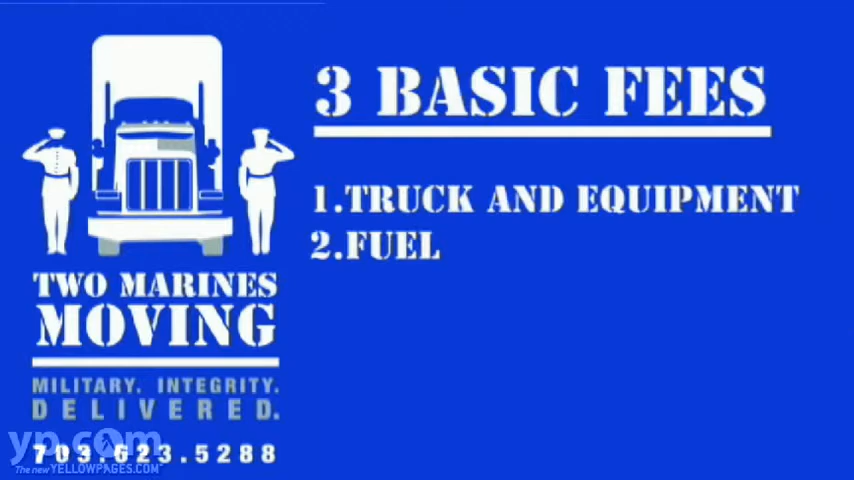 3 BASIC FEES
1.TRUCK AND EQUIPMENT
2.FUEL
TWO MARINES
MOVING
MILITARY. INTEGRITY.
DELIVERED.
703.623.5288
yp.com
The new YELLOWPAGES.COM